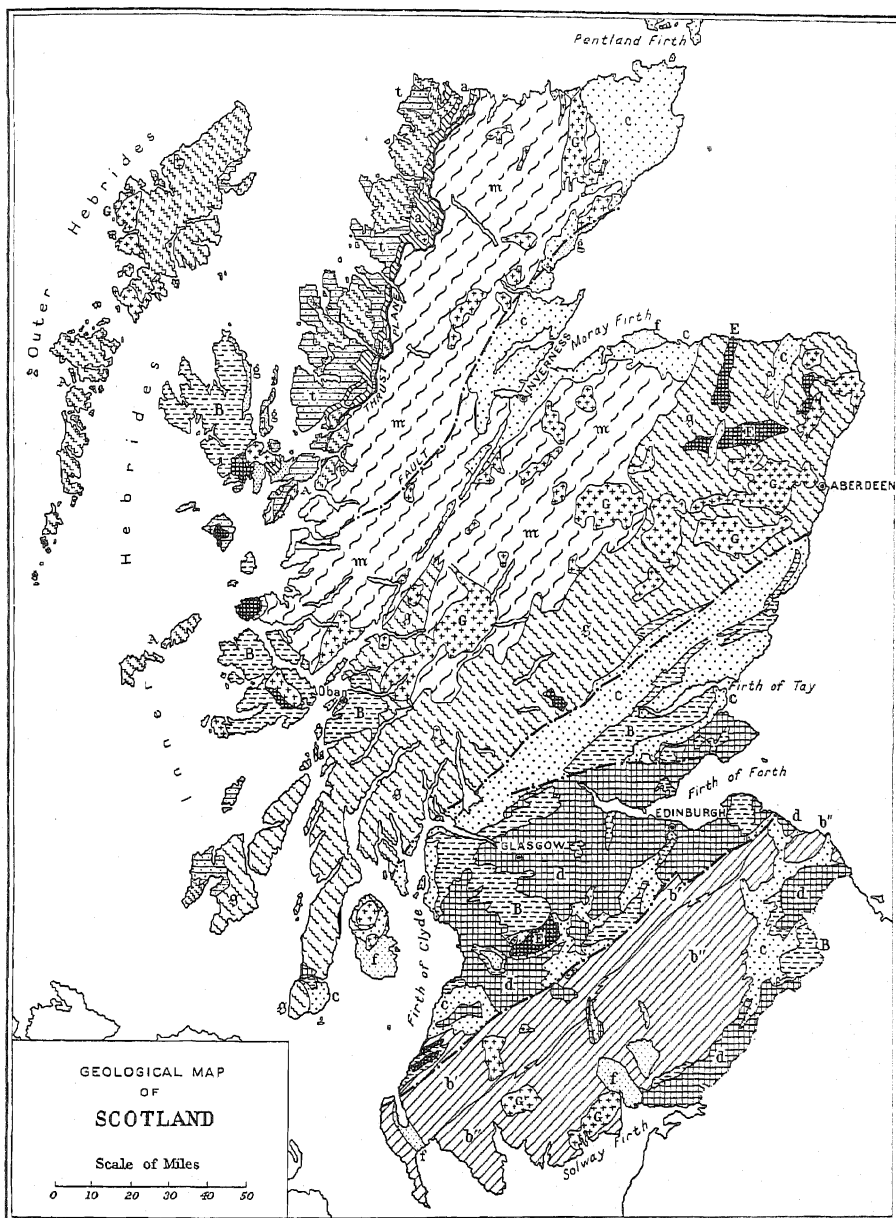 Pentland Firth
t
a
c
G
m
Outer Hebrides
G
a
t
g
PLANE
THRUST
c
Moray Firth
f
c
E
INVERNESS
c
A
B
g
g
t
m
m
g
E
FAULT
G
G
ABERDEEN
A
m
m
G
Inner Hebrides
A
B
G
g
Oban
B
c
Firth of Tay
c
B
g
Firth of Forth
EDINBURGH
d
b"
GLASGOW
d
b
d
g
B
Firth of Clyde
E
b"
c
B
f
d
C
c
d
b
f
G
G
b"
f
Solway Firth
GEOLOGICAL MAP
OF
SCOTLAND
Scale of Miles
0 10 20 30 40 50